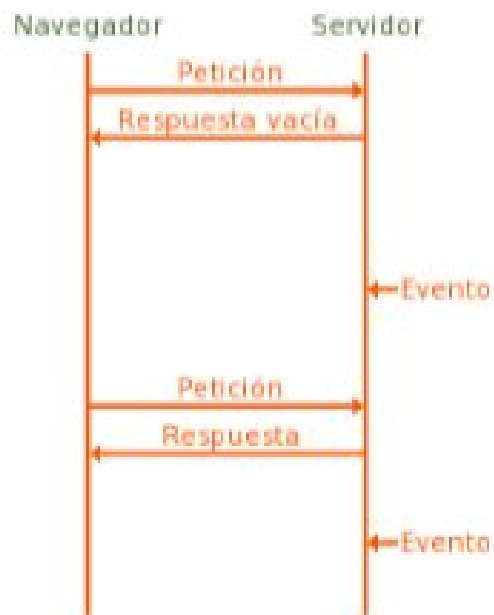 Navegador Servidor
Petición
Respuesta vacía
Evento
Petición
Respuesta
Evento